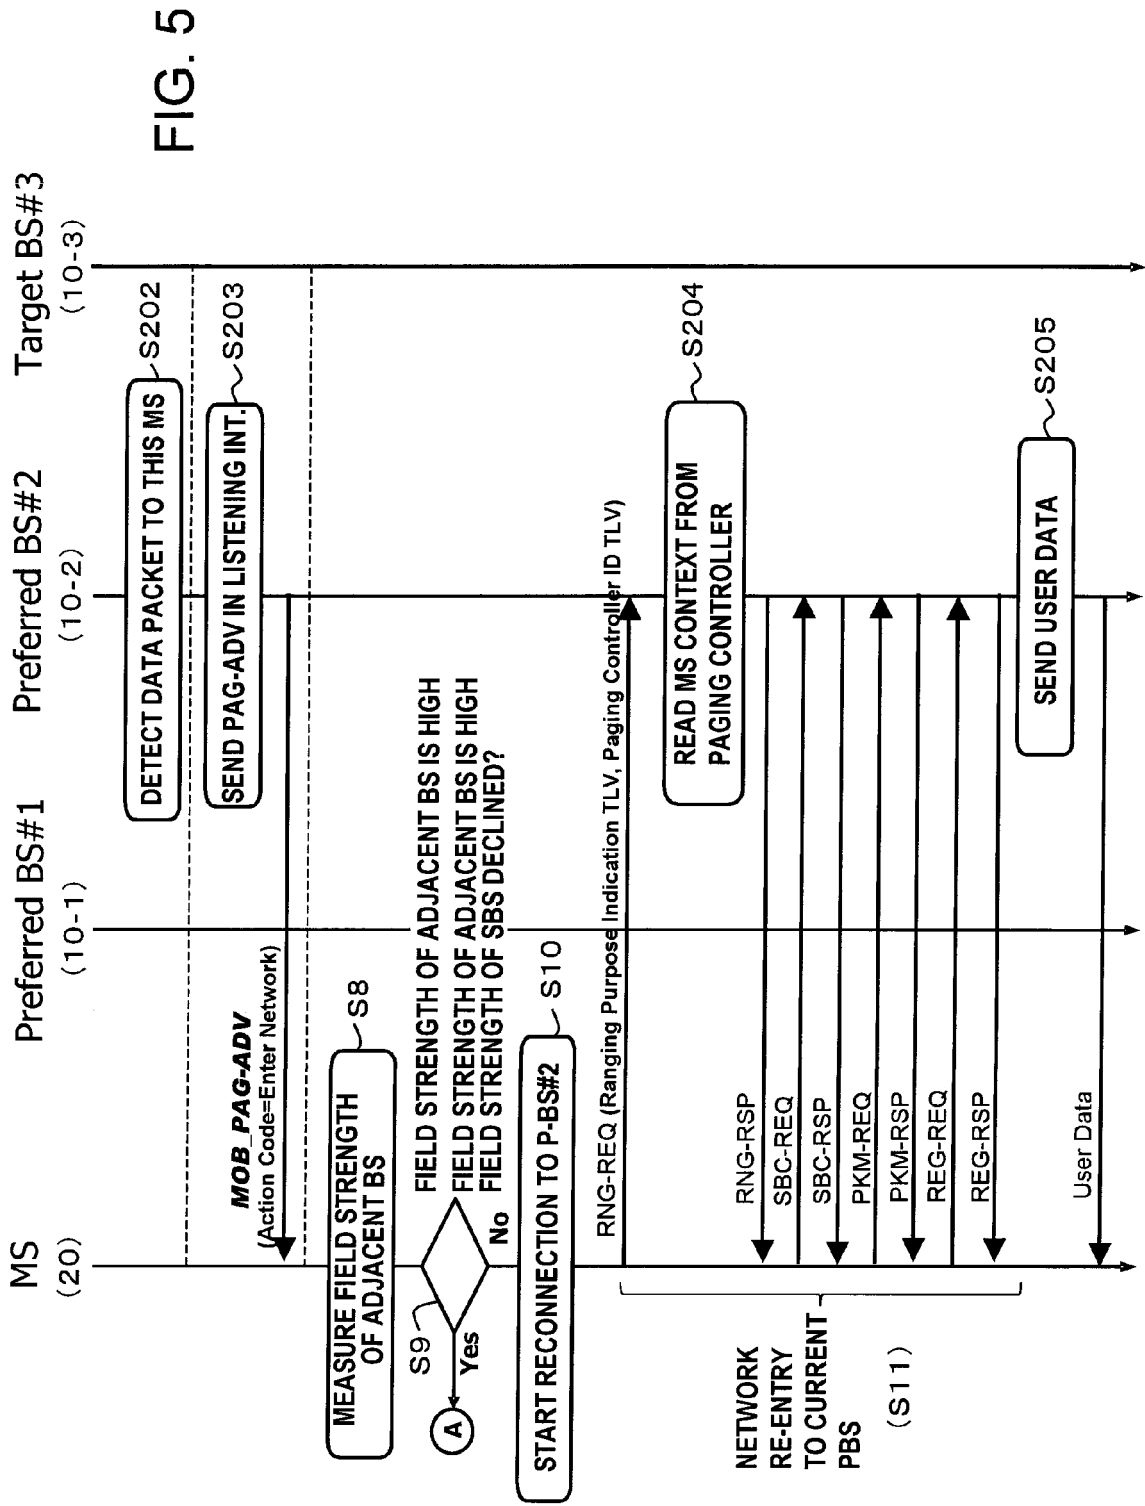 FIG. 5
MS
(20)
Preferred BS#1
(10-1)
Preferred BS#2
(10-2)
Target BS#3
(10-3)
DETECT DATA PACKET TO THIS MS
S202
SEND PAG-ADV IN LISTENING INT.
S203
MOB_PAG-ADV
(Action Code=Enter Network)
MEASURE FIELD STRENGTH
OF ADJACENT BS
S8
S9
FIELD STRENGTH OF ADJACENT BS IS HIGH
FIELD STRENGTH OF ADJACENT BS IS HIGH
FIELD STRENGTH OF SBS DECLINED?
A
Yes
No
START RECONNECTION TO P-BS#2
S10
RNG-REQ (Ranging Purpose Indication TLV, Paging Controller ID TLV)
READ MS CONTEXT FROM
PAGING CONTROLLER
S204
RNG-RSP
SBC-REQ
SBC-RSP
PKM-REQ
PKM-RSP
REG-REQ
REG-RSP
NETWORK
RE-ENTRY
TO CURRENT
PBS
(S11)
SEND USER DATA
S205
User Data